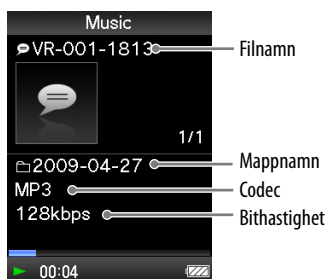 Music
VR-001-1813 Filnamn
1/1
2009-04-27 Mappnamn
MP3 Codec
128kbps Bithastighet
00:04